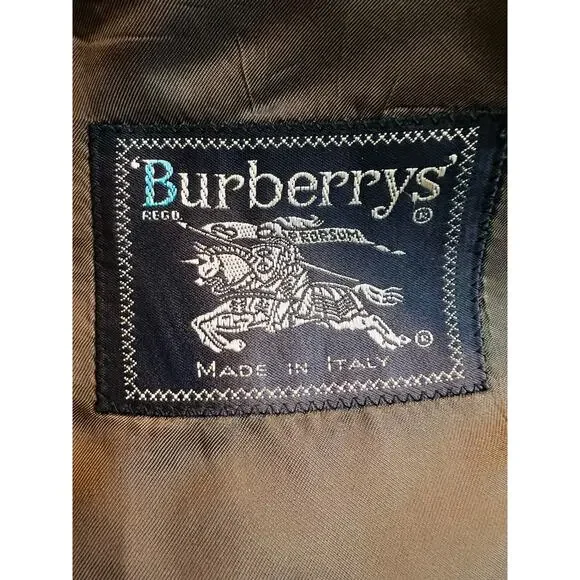 'Burberrys'
REGD. ®
PRORSUM
®
MADE IN ITALY